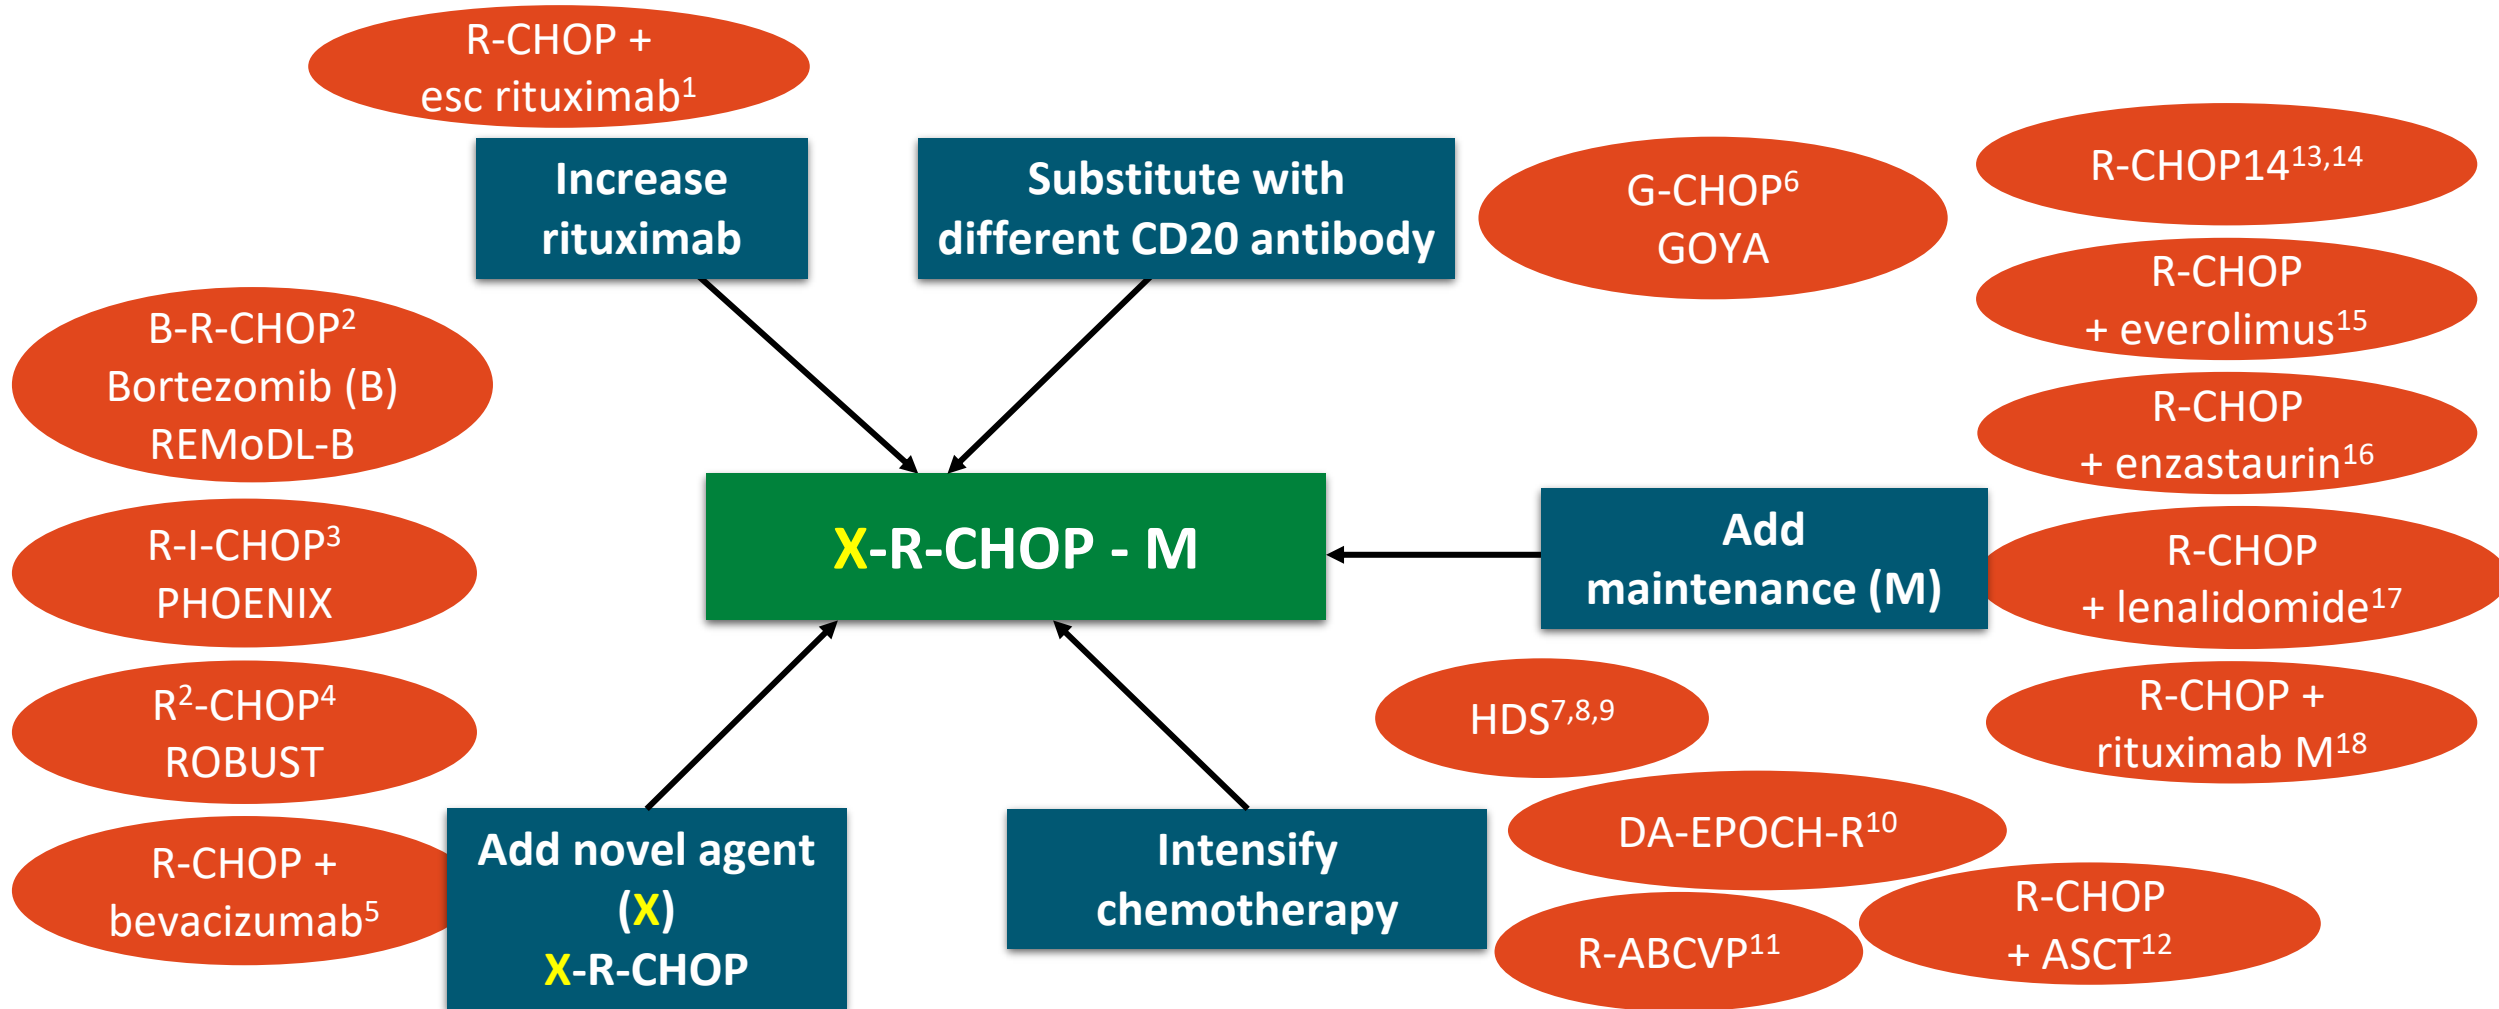 R-CHOP +
esc rituximab¹
Increase
rituximab
Substitute with
different CD20 antibody
G-CHOP⁶
GOYA
R-CHOP14¹³,¹⁴
R-CHOP
+ everolimus¹⁵
R-CHOP
+ enzastaurin¹⁶
R-CHOP
+ lenalidomide¹⁷
R-CHOP +
rituximab M¹⁸
B-R-CHOP²
Bortezomib (B)
REMoDL-B
R-I-CHOP³
PHOENIX
R²-CHOP⁴
ROBUST
R-CHOP +
bevacizumab⁵
X-R-CHOP - M
Add
maintenance (M)
Add novel agent
(X)
X-R-CHOP
Intensify
chemotherapy
HDS⁷,⁸,⁹
DA-EPOCH-R¹⁰
R-ABCVP¹¹
R-CHOP
+ ASCT¹²